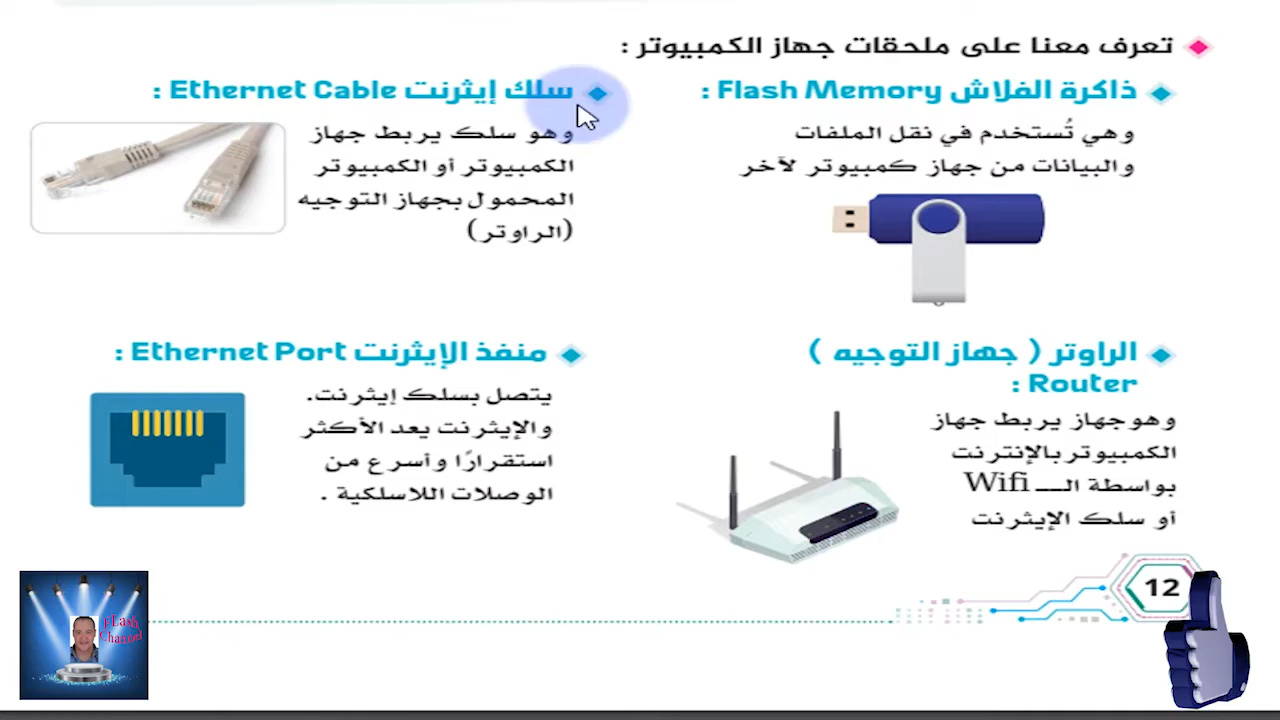 تعرف معنا على ملحقات جهاز الكمبيوتر :
ذاكرة الفلاش Flash Memory :
وهي تُستخدم في نقل الملفات
والبيانات من جهاز كمبيوتر لآخر
سلك إيثرنت Ethernet Cable :
وهو سلك يربط جهاز
الكمبيوتر أو الكمبيوتر
المحمول بجهاز التوجيه
(الراوتر)
الراوتر ( جهاز التوجيه )
Router :
وهوجهاز يربط جهاز
الكمبيوتر بالإنترنت
بواسطة الــ Wifi
أو سلك الإيثرنت
منفذ الإيثرنت Ethernet Port :
يتصل بسلك إيثرنت.
والإيثرنت يعد الأكثر
استقرارًا وأسرع من
الوصلات اللاسلكية .
12
FLash
Channel